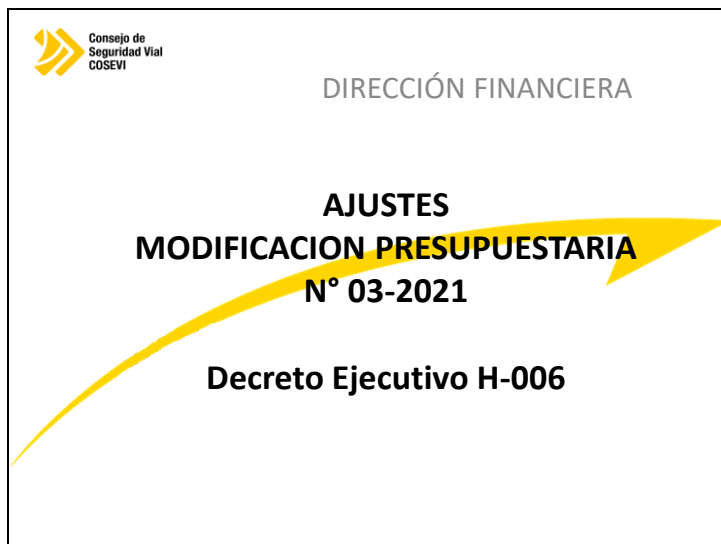 Consejo de
Seguridad Vial
COSEVI
DIRECCIÓN FINANCIERA
AJUSTES
MODIFICACION PRESUPUESTARIA
N° 03-2021
Decreto Ejecutivo H-006